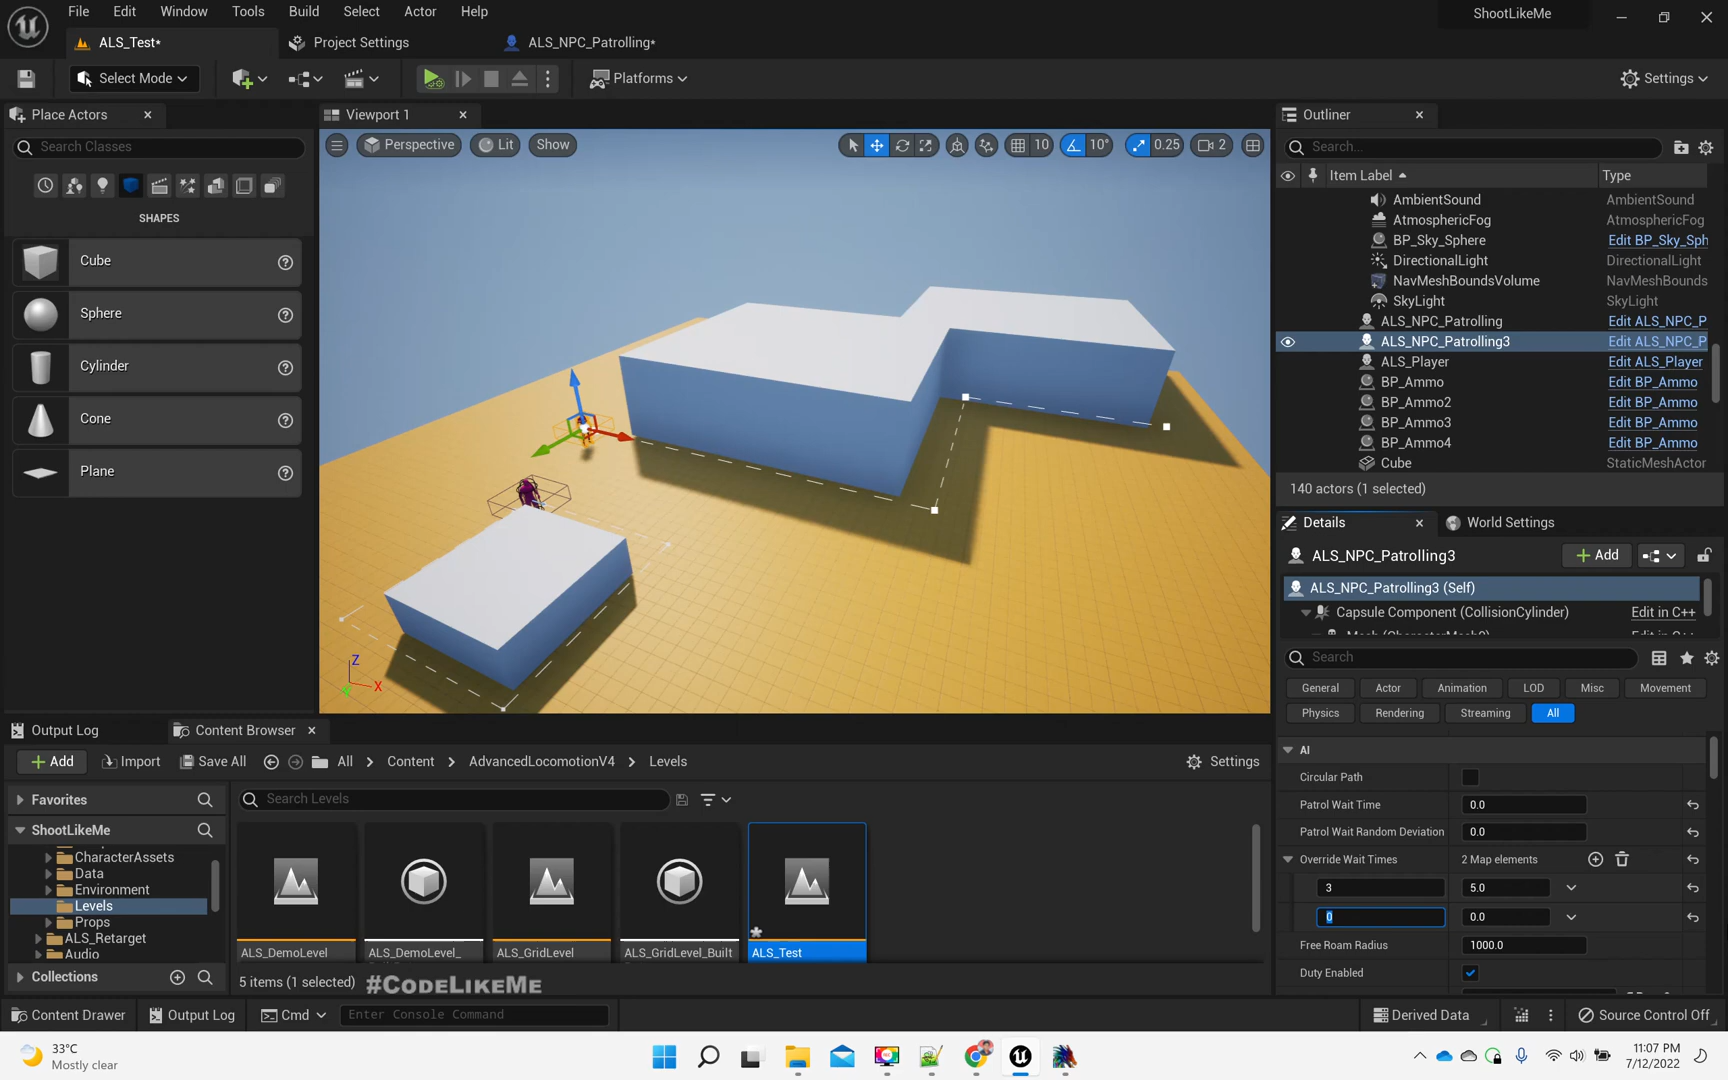 File Edit Window Tools Build Select Actor Help
ShootLikeMe
ALS_Test*
Project Settings
ALS_NPC_Patrolling*
Select Mode
Platforms
Settings
Place Actors
Search Classes
SHAPES
Cube
Sphere
Cylinder
Cone
Plane
Viewport 1
Perspective
Lit
Show
10
10°
0.25
2
Z
X
Y
Outliner
Search...
Item Label
Type
AmbientSound AmbientSound
AtmosphericFog AtmosphericFog
BP_Sky_Sphere Edit BP_Sky_Sph
DirectionalLight DirectionalLight
NavMeshBoundsVolume NavMeshBounds
SkyLight SkyLight
ALS_NPC_Patrolling Edit ALS_NPC_P
ALS_NPC_Patrolling3 Edit ALS_NPC_P
ALS_Player Edit ALS_Player
BP_Ammo Edit BP_Ammo
BP_Ammo2 Edit BP_Ammo
BP_Ammo3 Edit BP_Ammo
BP_Ammo4 Edit BP_Ammo
Cube StaticMeshActor
140 actors (1 selected)
Details
World Settings
ALS_NPC_Patrolling3
Add
ALS_NPC_Patrolling3 (Self)
Capsule Component (CollisionCylinder) Edit in C++
Search
General Actor Animation LOD Misc Movement
Physics Rendering Streaming All
AI
Circular Path
Patrol Wait Time 0.0
Patrol Wait Random Deviation 0.0
Override Wait Times 2 Map elements
3 5.0
0 0.0
Free Roam Radius 1000.0
Duty Enabled
Output Log
Content Browser
Add
Import
Save All
All
Content
AdvancedLocomotionV4
Levels
Settings
Favorites
ShootLikeMe
CharacterAssets
Data
Environment
Levels
Props
ALS_Retarget
Audio
Collections
Search Levels
ALS_DemoLevel
ALS_DemoLevel_
ALS_GridLevel
ALS_GridLevel_Built
ALS_Test
5 items (1 selected)
#CodeLikeMe
Content Drawer
Output Log
Cmd
Enter Console Command
Derived Data
Source Control Off
33°C
Mostly clear
11:07 PM
7/12/2022